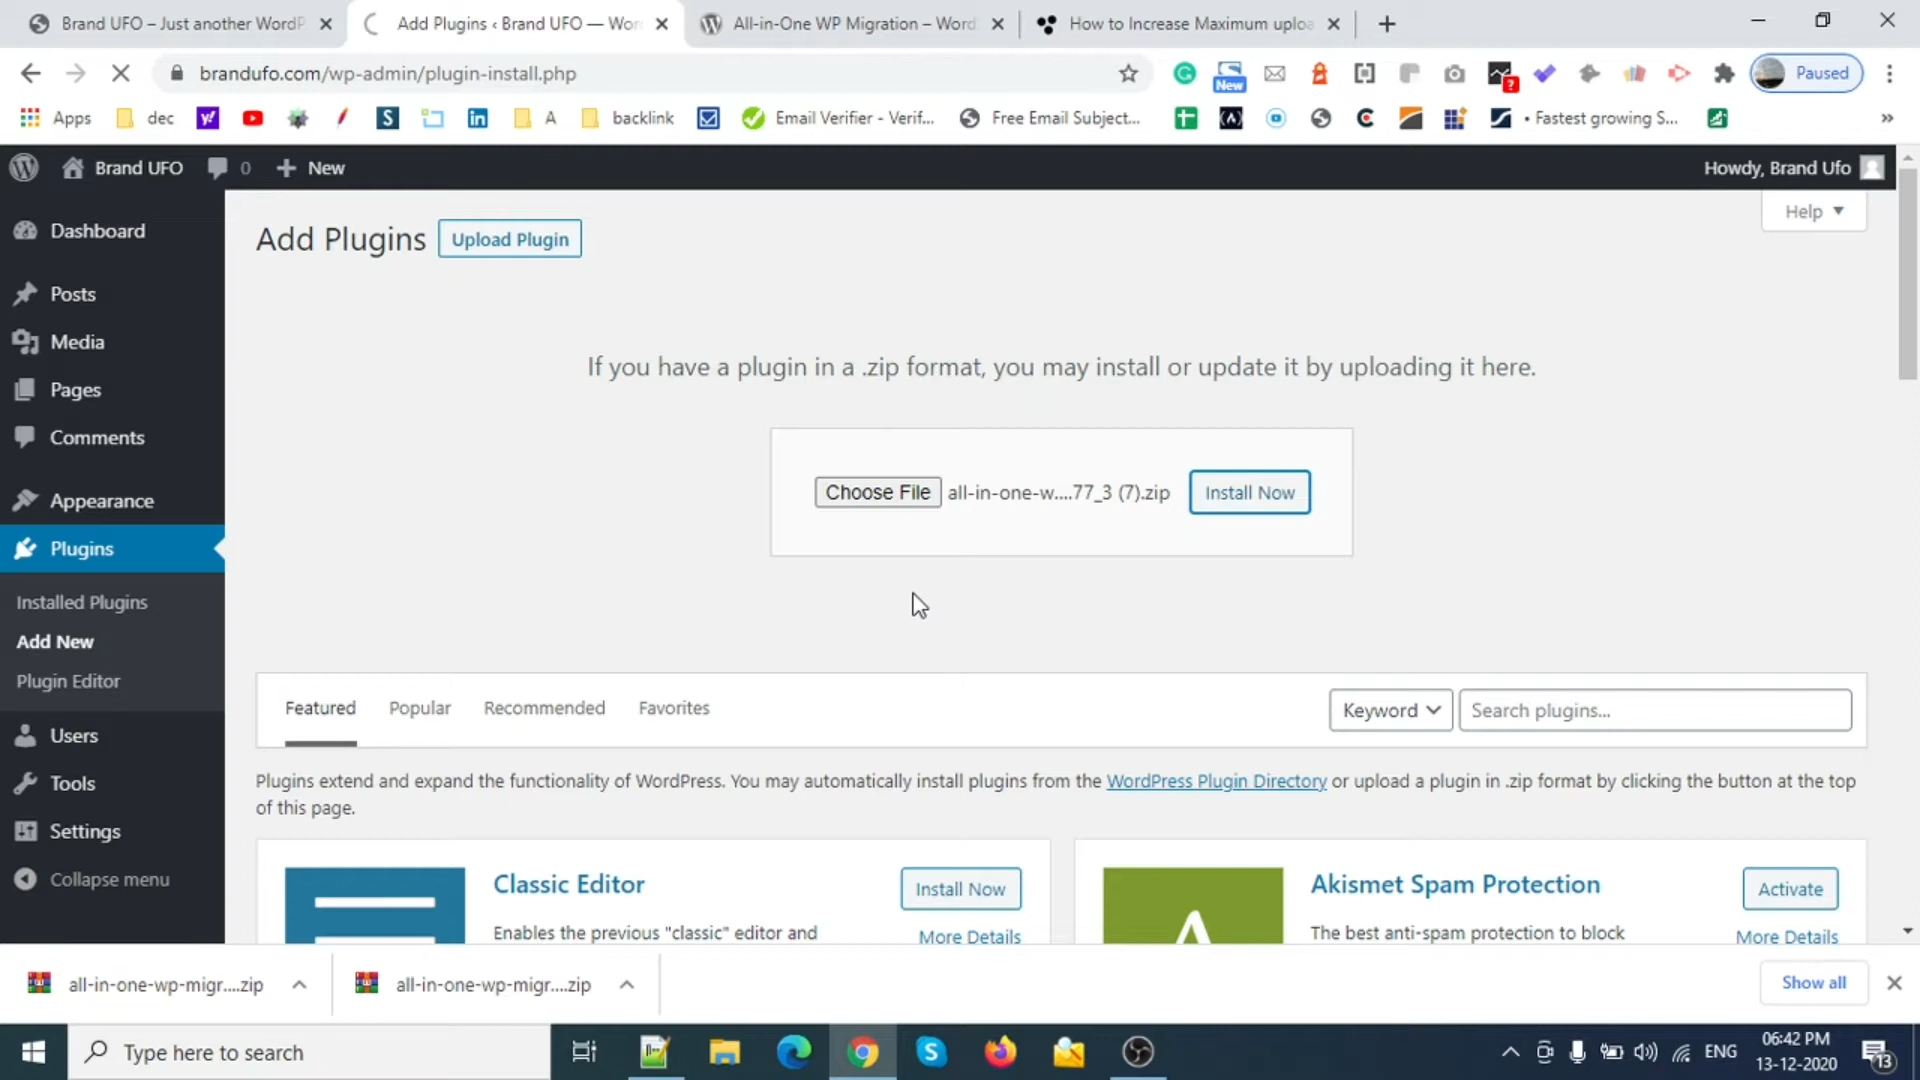 Brand UFO – Just another WordP
Add Plugins ‹ Brand UFO — Wor
All-in-One WP Migration – Word
How to Increase Maximum uploa
brandufo.com/wp-admin/plugin-install.php
New
?
Paused
Apps
dec
A
backlink
Email Verifier - Verif...
Free Email Subject...
• Fastest growing S...
»
Brand UFO
0
New
Howdy, Brand Ufo
Dashboard
Posts
Media
Pages
Comments
Appearance
Plugins
Installed Plugins
Add New
Plugin Editor
Users
Tools
Settings
Collapse menu
Add Plugins
Upload Plugin
Help
If you have a plugin in a .zip format, you may install or update it by uploading it here.
Choose File all-in-one-w....77_3 (7).zip
Install Now
Featured
Popular
Recommended
Favorites
Keyword
Search plugins...
Plugins extend and expand the functionality of WordPress. You may automatically install plugins from the WordPress Plugin Directory or upload a plugin in .zip format by clicking the button at the top
of this page.
Classic Editor
Install Now
Enables the previous "classic" editor and
More Details
Akismet Spam Protection
Activate
The best anti-spam protection to block
More Details
all-in-one-wp-migr....zip
all-in-one-wp-migr....zip
Show all
Type here to search
ENG
06:42 PM
13-12-2020
13